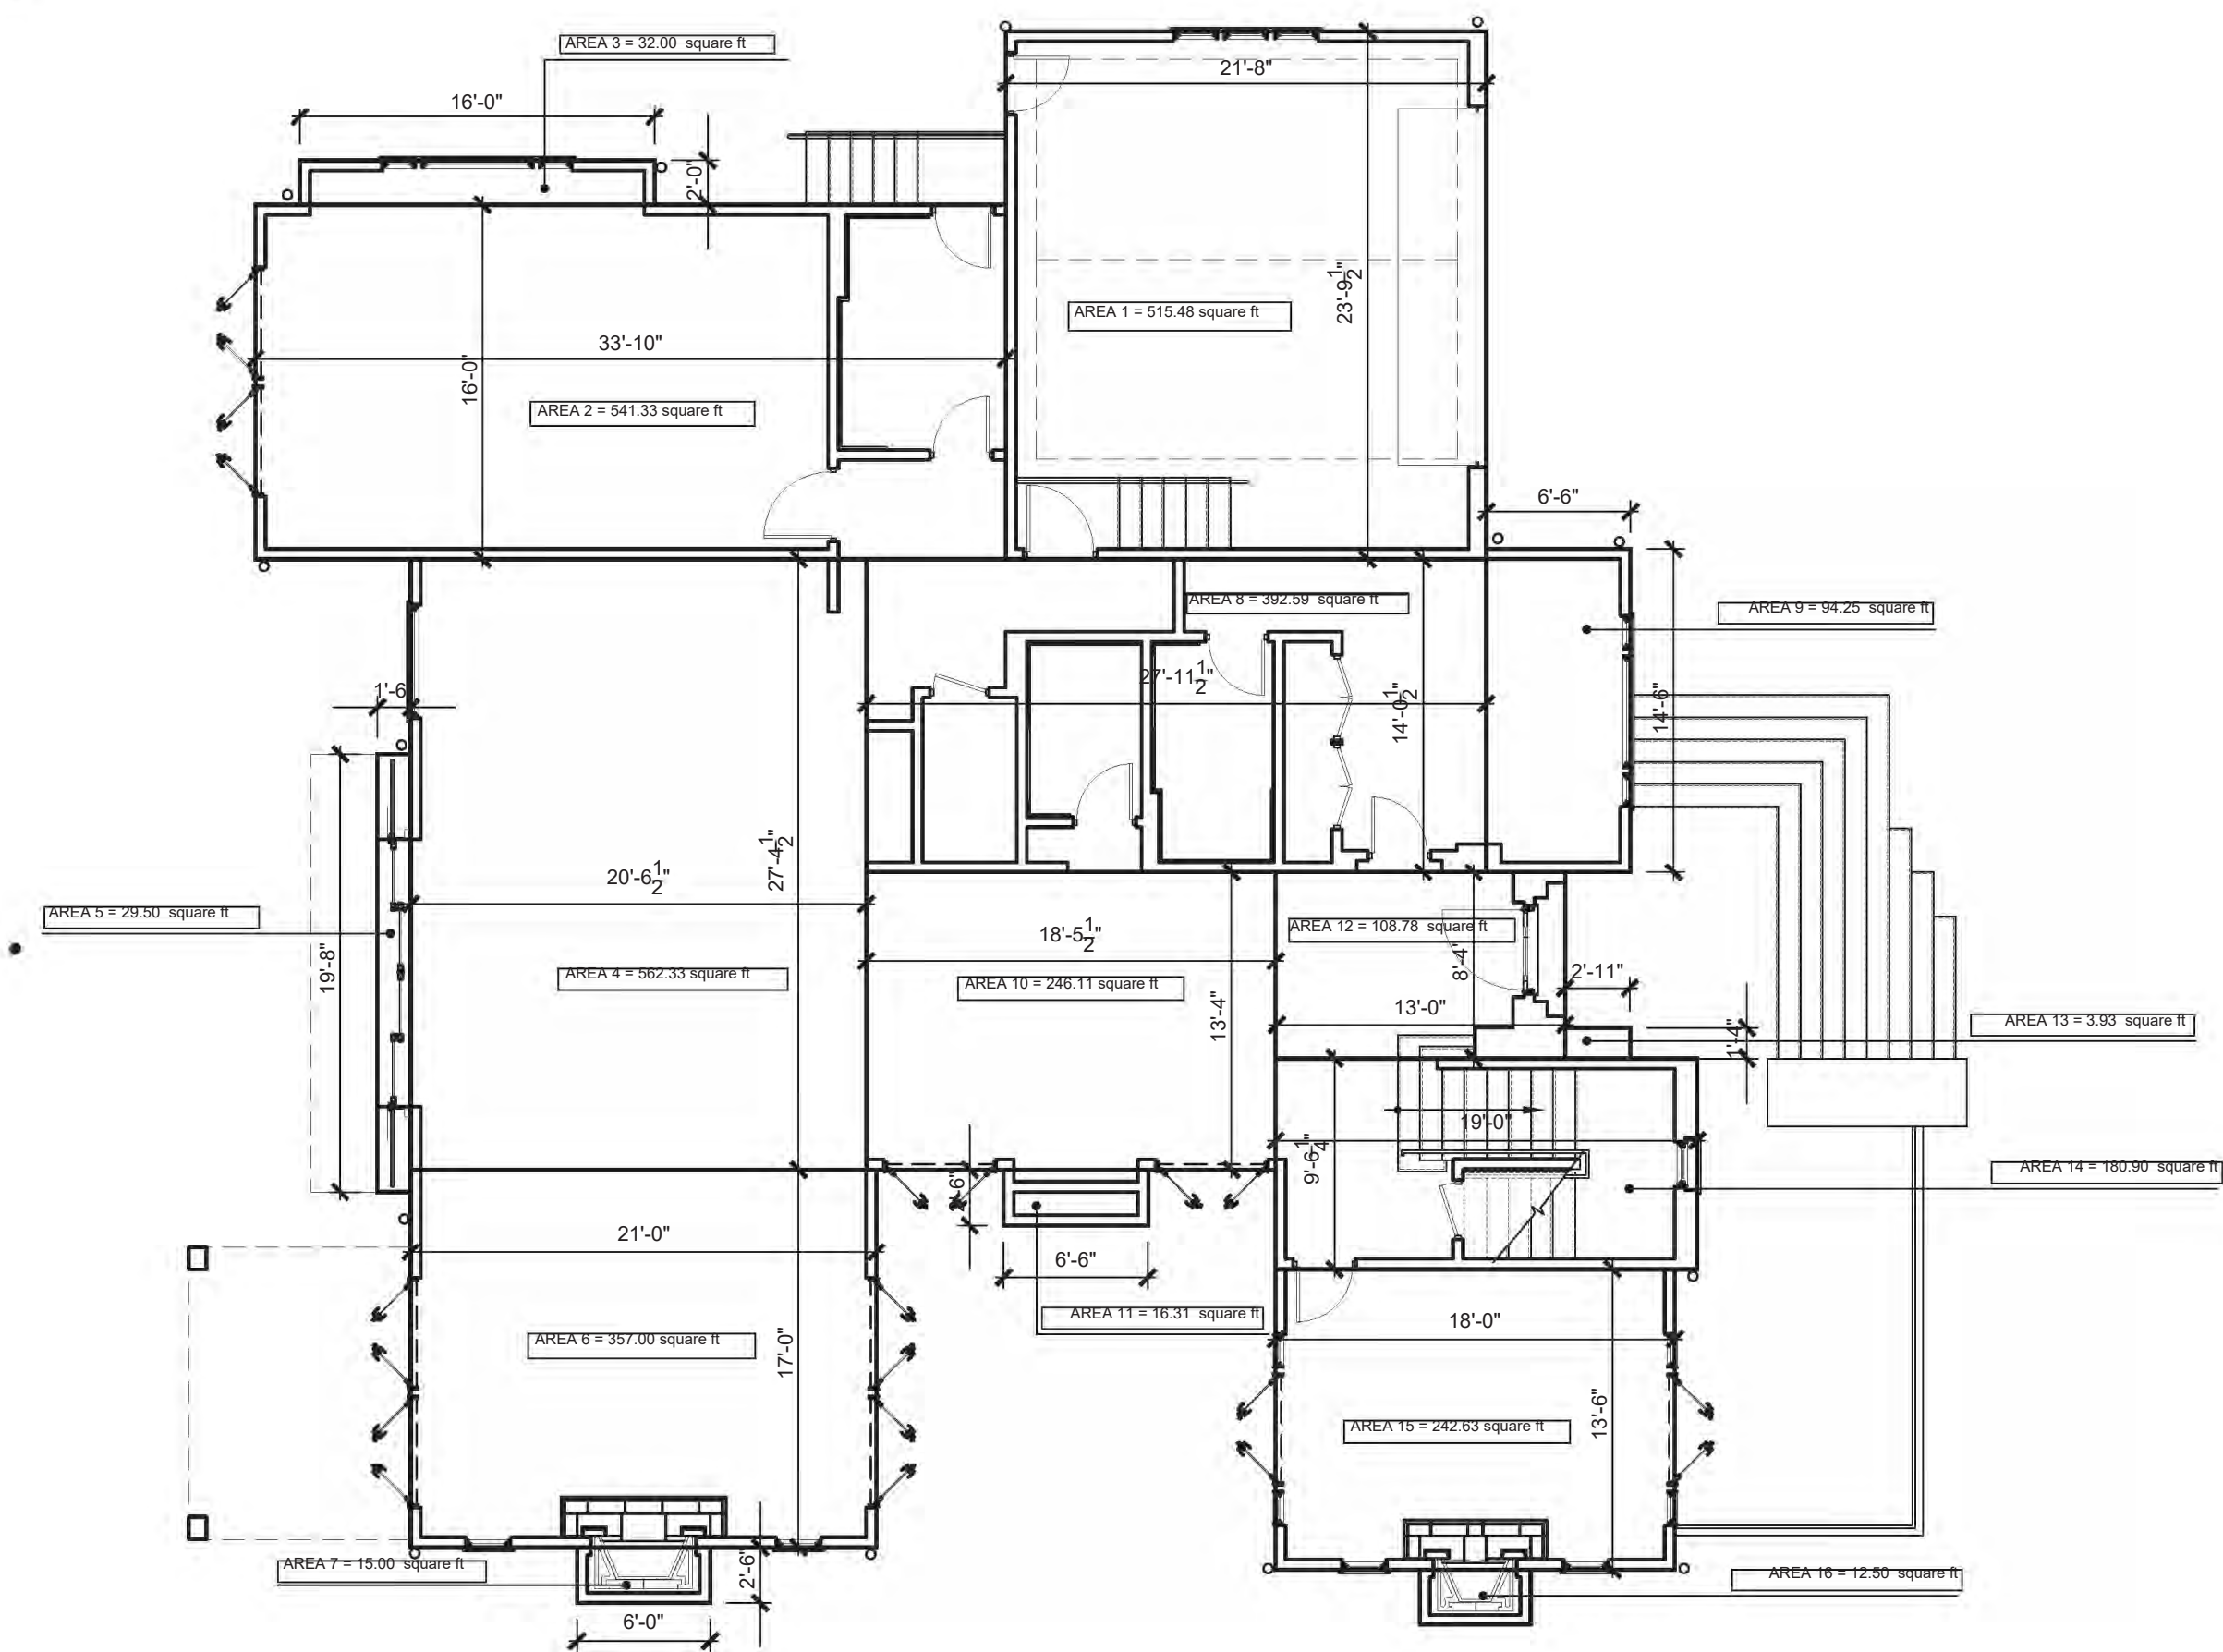 AREA 3 = 32.00 square ft
21'-8"
16'-0"
2'-0"
23'-9 1/2"
AREA 1 = 515.48 square ft
33'-10"
16'-0"
AREA 2 = 541.33 square ft
6'-6"
AREA 8 = 392.59 square ft
AREA 9 = 94.25 square ft
1'-6
27'-11 1/2"
14'-0 1/2"
14'-6"
20'-6 1/2"
27'-4 1/2"
AREA 5 = 29.50 square ft
19'-8"
18'-5 1/2"
AREA 12 = 108.78 square ft
8'-4"
2'-11"
AREA 4 = 562.33 square ft
AREA 10 = 246.11 square ft
13'-4"
13'-0"
1'-4"
AREA 13 = 3.93 square ft
19'-0"
9'-6 1/4"
AREA 14 = 180.90 square ft
21'-0"
6'-6"
AREA 11 = 16.31 square ft
18'-0"
AREA 6 = 357.00 square ft
17'-0"
13'-6"
AREA 15 = 242.63 square ft
AREA 7 = 15.00 square ft
2'-6"
AREA 16 = 12.50 square ft
6'-0"